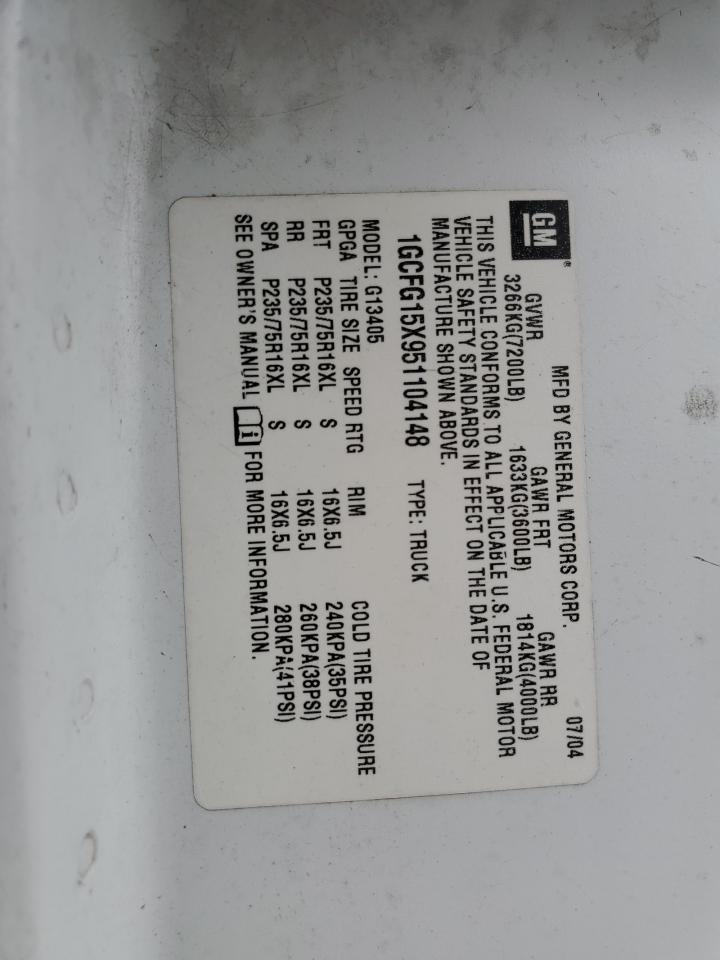 GM®
MFD BY GENERAL MOTORS CORP. 07/04
GVWR GAWR FRT GAWR RR
3266KG(7200LB) 1633KG(3600LB) 1814KG(4000LB)
THIS VEHICLE CONFORMS TO ALL APPLICABLE U.S. FEDERAL MOTOR
VEHICLE SAFETY STANDARDS IN EFFECT ON THE DATE OF
MANUFACTURE SHOWN ABOVE.
1GCFG15X951104148 TYPE: TRUCK
MODEL: G13405
GPGA TIRE SIZE SPEED RTG RIM COLD TIRE PRESSURE
FRT P235/75R16XL S 16X6.5J 240KPA(35PSI)
RR P235/75R16XL S 16X6.5J 260KPA(38PSI)
SPA P235/75R16XL S 16X6.5J 280KPA(41PSI)
SEE OWNER'S MANUAL i FOR MORE INFORMATION.